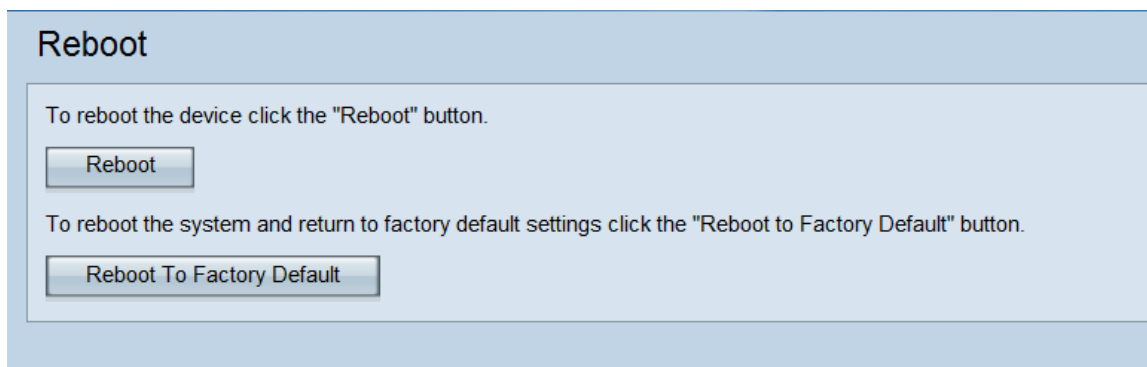 Reboot
To reboot the device click the "Reboot" button.
Reboot
To reboot the system and return to factory default settings click the "Reboot to Factory Default" button.
Reboot To Factory Default